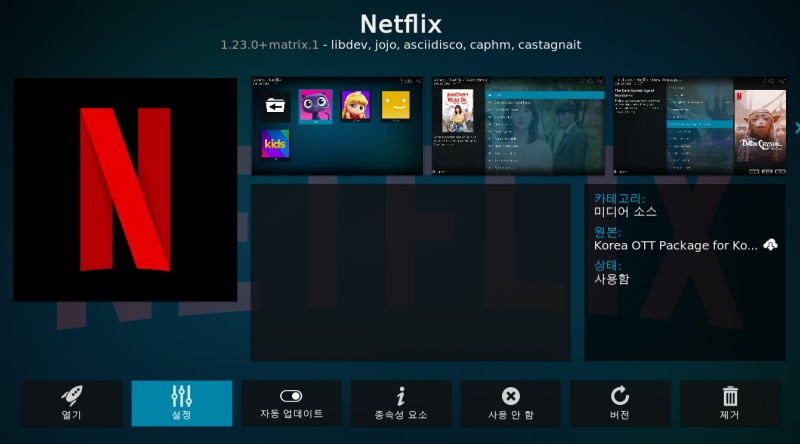 Netflix
1.23.0+matrix.1 - libdev, jojo, asciidisco, caphm, castagnait
kids
카테고리:
미디어 소스
원본:
Korea OTT Package for Ko...
상태:
사용함
NETFLIX
열기
설정
자동 업데이트
종속성 요소
사용 안 함
버전
제거